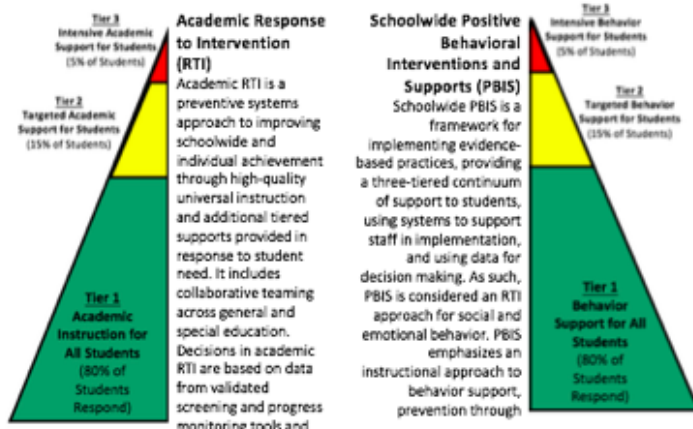 Tier 3
Intensive Academic
Support for Students
(5% of Students)
Tier 2
Targeted Academic
Support for Students
(15% of Students)
Tier 1
Academic
Instruction for
All Students
(80% of
Students
Respond)
Academic Response
to Intervention
(RTI)
Academic RTI is a
preventive systems
approach to improving
schoolwide and
individual achievement
through high-quality
universal instruction
and additional tiered
supports provided in
response to student
need. It includes
collaborative teaming
across general and
special education.
Decisions in academic
RTI are based on data
from validated
screening and progress
monitoring tools and
Schoolwide Positive
Behavioral
Interventions and
Supports (PBIS)
Schoolwide PBIS is a
framework for
implementing evidence-
based practices, providing
a three-tiered continuum
of support to students,
using systems to support
staff in implementation,
and using data for
decision making. As such,
PBIS is considered an RTI
approach for social and
emotional behavior. PBIS
emphasizes an
instructional approach to
behavior support,
prevention through
Tier 3
Intensive Behavior
Support for Students
(5% of Students)
Tier 2
Targeted Behavior
Support for Students
(15% of Students)
Tier 1
Behavior
Support for All
Students
(80% of
Students
Respond)